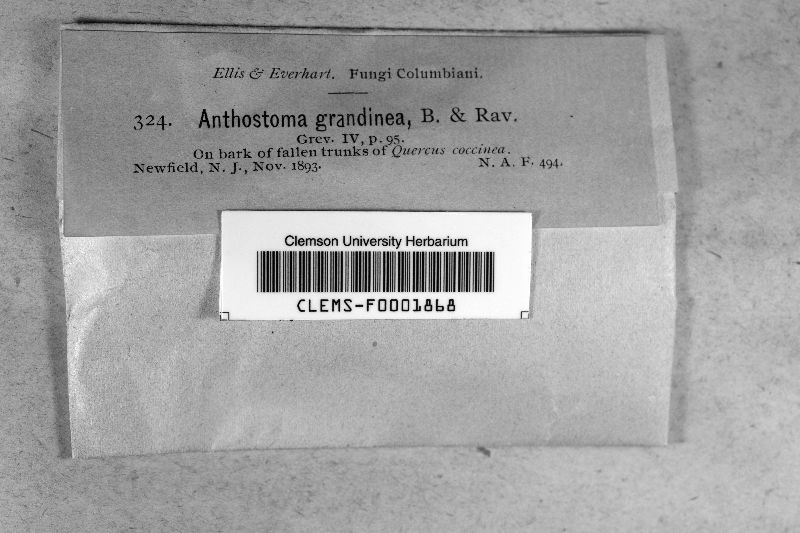 Ellis & Everhart. Fungi Columbiani.
324. Anthostoma grandinea, B. & Rav.
Grev. IV, p. 95.
On bark of fallen trunks of Quercus coccinea.
Newfield, N. J., Nov. 1893. N. A. F. 494.
Clemson University Herbarium
CLEMS-F0001868